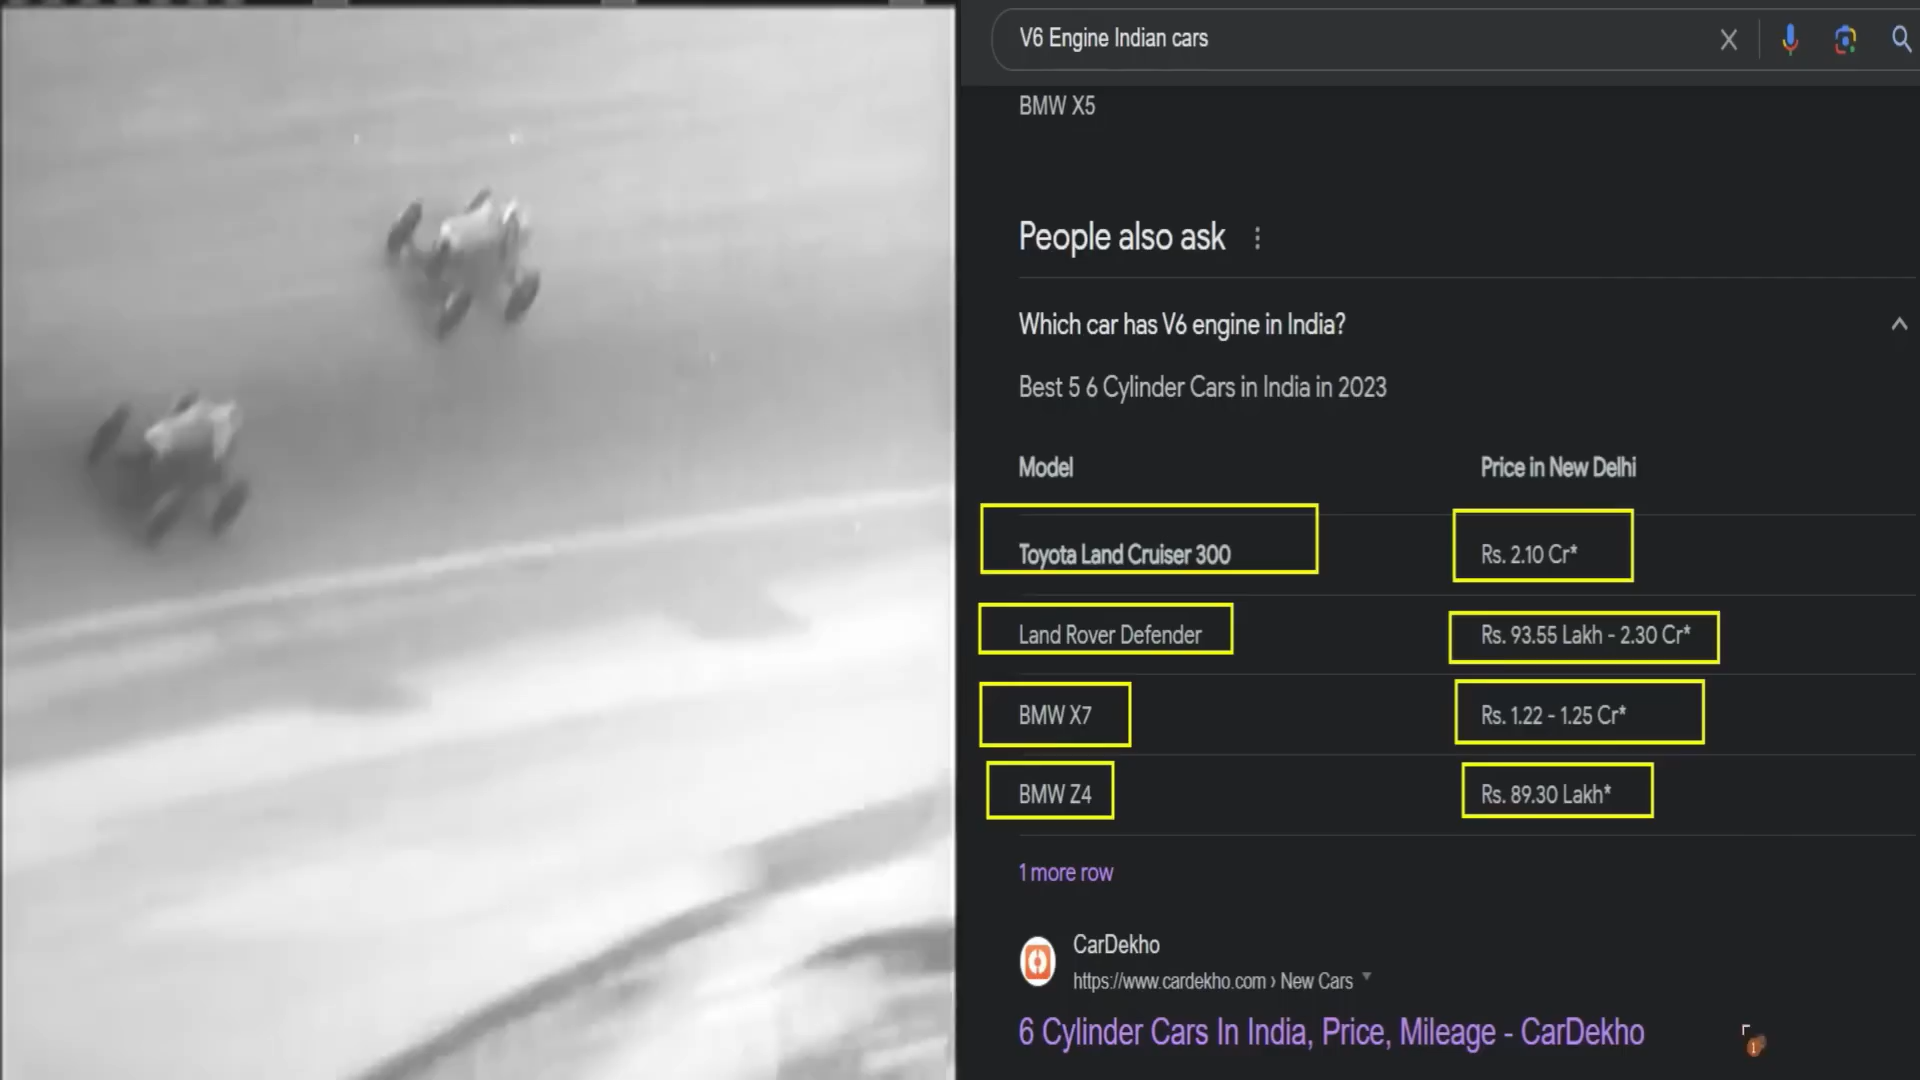 V6 Engine Indian cars
BMW X5
People also ask
Which car has V6 engine in India?
Best 5 6 Cylinder Cars in India in 2023
Model Price in New Delhi
Toyota Land Cruiser 300 Rs. 2.10 Cr*
Land Rover Defender Rs. 93.55 Lakh - 2.30 Cr*
BMW X7 Rs. 1.22 - 1.25 Cr*
BMW Z4 Rs. 89.30 Lakh*
1 more row
CarDekho
https://www.cardekho.com › New Cars
6 Cylinder Cars In India, Price, Mileage - CarDekho
1